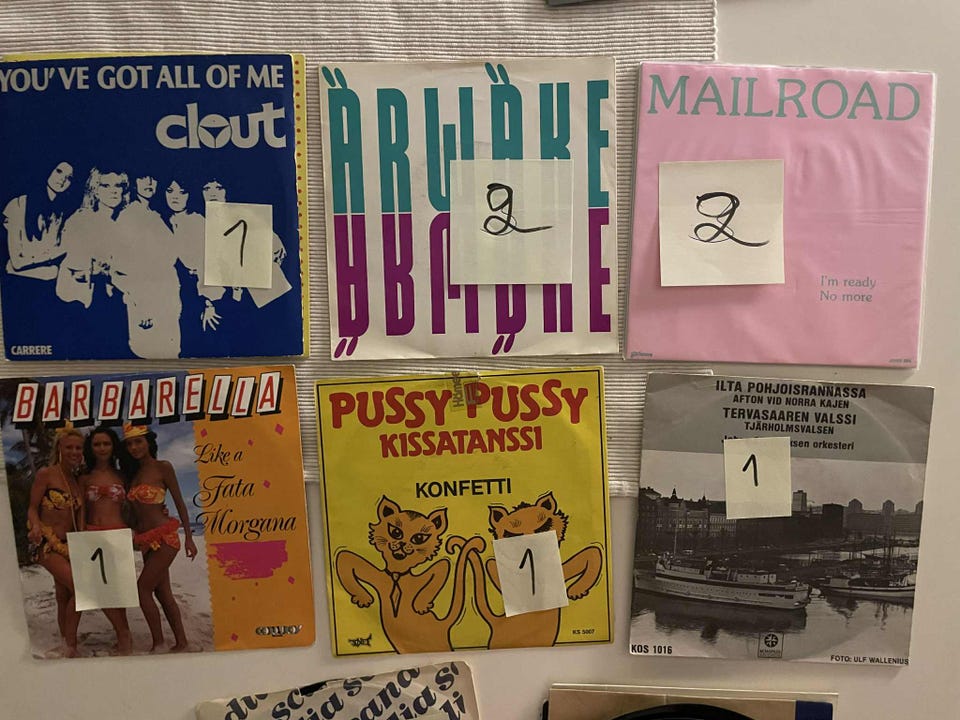 YOU'VE GOT ALL OF ME
clout
1
CARRERE
2
MAILROAD
2
I'm ready
No more
BARBARELLA
Like a
Fata
Morgana
1
PUSSY PUSSY
KISSATANSSI
KONFETTI
1
KS 5007
ILTA POHJOISRANNASSA
AFTON VID NORRA KAJEN
TERVASAAREN VALSSI
TJÄRHOLMSVALSEN
orkesteri
1
KOS 1016
FOTO: ULF WALLENIUS